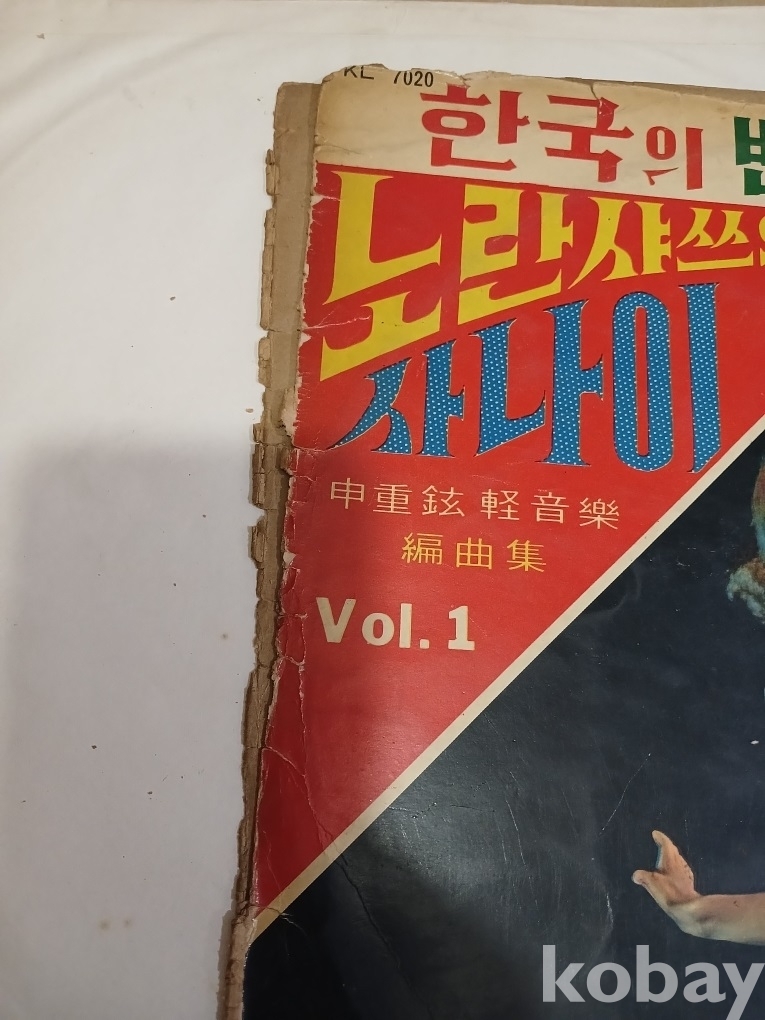 KL 7020
한국의
노란샤쓰의
사나이
申重鉉 軽音樂
編曲集
Vol. 1
kobay